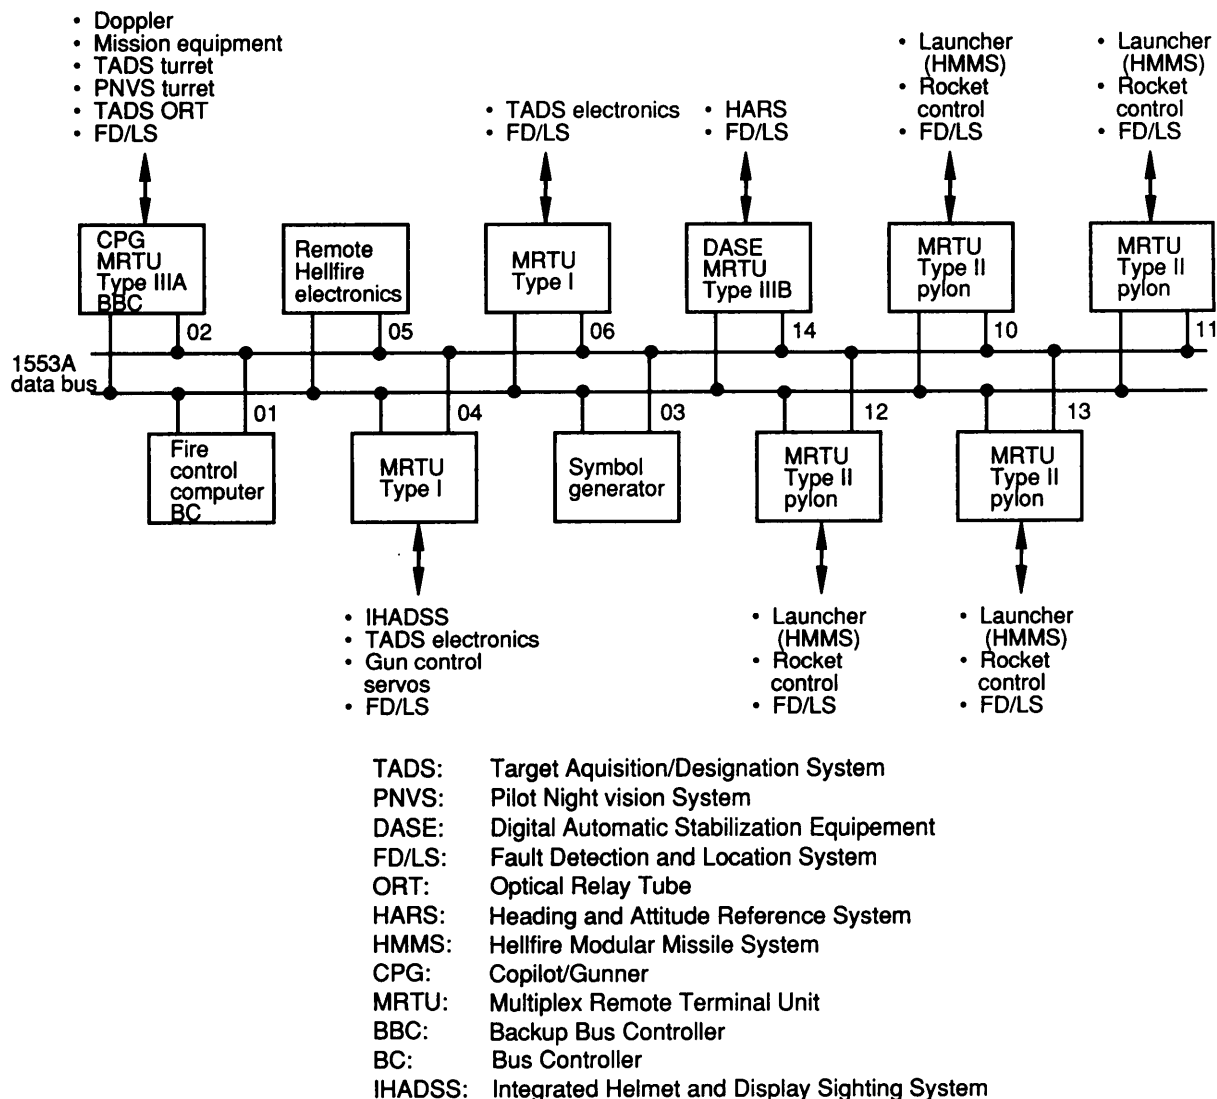 • Doppler
• Mission equipment
• TADS turret
• PNVS turret
• TADS ORT
• FD/LS
• TADS electronics
• FD/LS
• HARS
• FD/LS
• Launcher
(HMMS)
• Rocket
control
• FD/LS
• Launcher
(HMMS)
• Rocket
control
• FD/LS
CPG
MRTU
Type IIIA
BBC
Remote
Hellfire
electronics
MRTU
Type I
DASE
MRTU
Type IIIB
MRTU
Type II
pylon
MRTU
Type II
pylon
02
05
06
14
10
11
1553A
data bus
01
04
03
12
13
Fire
control
computer
BC
MRTU
Type I
Symbol
generator
MRTU
Type II
pylon
MRTU
Type II
pylon
• IHADSS
• TADS electronics
• Gun control
servos
• FD/LS
• Launcher
(HMMS)
• Rocket
control
• FD/LS
• Launcher
(HMMS)
• Rocket
control
• FD/LS
TADS: Target Aquisition/Designation System
PNVS: Pilot Night vision System
DASE: Digital Automatic Stabilization Equipement
FD/LS: Fault Detection and Location System
ORT: Optical Relay Tube
HARS: Heading and Attitude Reference System
HMMS: Hellfire Modular Missile System
CPG: Copilot/Gunner
MRTU: Multiplex Remote Terminal Unit
BBC: Backup Bus Controller
BC: Bus Controller
IHADSS: Integrated Helmet and Display Sighting System